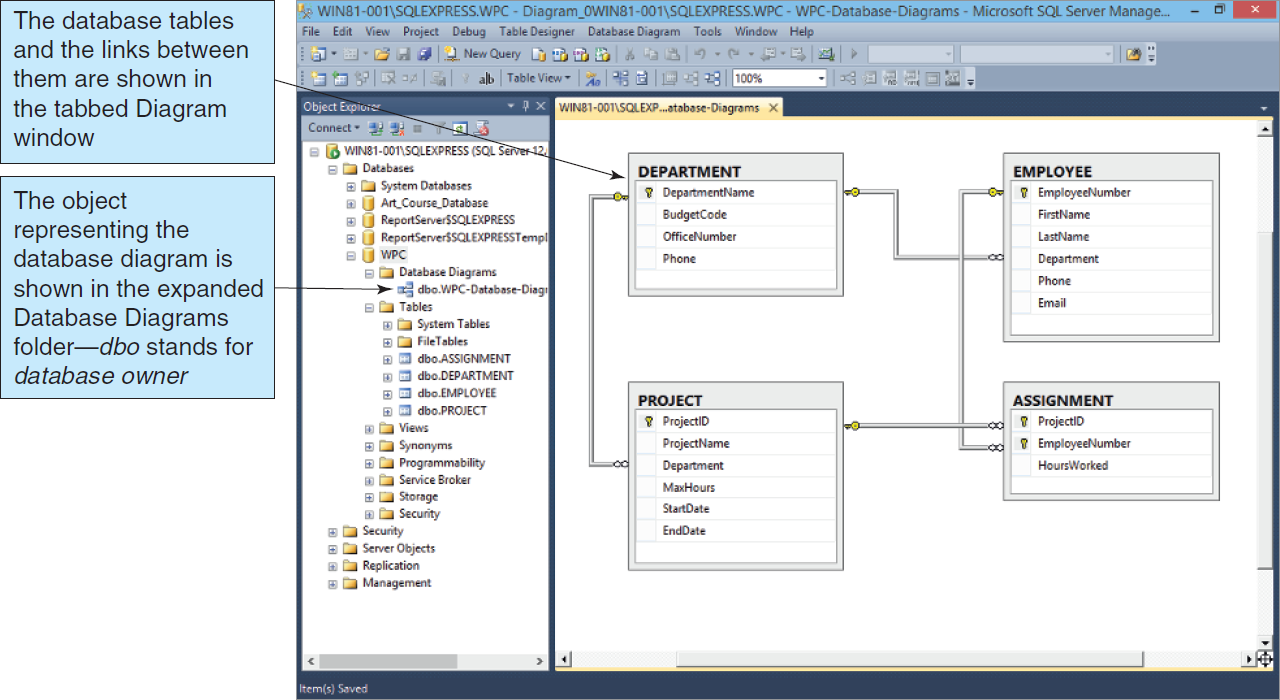 The database tables
and the links between
them are shown in
the tabbed Diagram
window
The object
representing the
database diagram is
shown in the expanded
Database Diagrams
folder—dbo stands for
database owner
WIN81-001\SQLEXPRESS.WPC - Diagram_0WIN81-001\SQLEXPRESS.WPC - WPC-Database-Diagrams - Microsoft SQL Server Manage...
File Edit View Project Debug Table Designer Database Diagram Tools Window Help
New Query
alb Table View 100%
Object Explorer
Connect
WIN81-001\SQLEXPRESS (SQL Server 12.
Databases
System Databases
Art_Course_Database
ReportServer$SQLEXPRESS
ReportServer$SQLEXPRESSTempl
WPC
Database Diagrams
dbo.WPC-Database-Diagr
Tables
System Tables
FileTables
dbo.ASSIGNMENT
dbo.DEPARTMENT
dbo.EMPLOYEE
dbo.PROJECT
Views
Synonyms
Programmability
Service Broker
Storage
Security
Security
Server Objects
Replication
Management
WIN81-001\SQLEXP...atabase-Diagrams
DEPARTMENT
DepartmentName
BudgetCode
OfficeNumber
Phone
EMPLOYEE
EmployeeNumber
FirstName
LastName
Department
Phone
Email
PROJECT
ProjectID
ProjectName
Department
MaxHours
StartDate
EndDate
ASSIGNMENT
ProjectID
EmployeeNumber
HoursWorked
Item(s) Saved